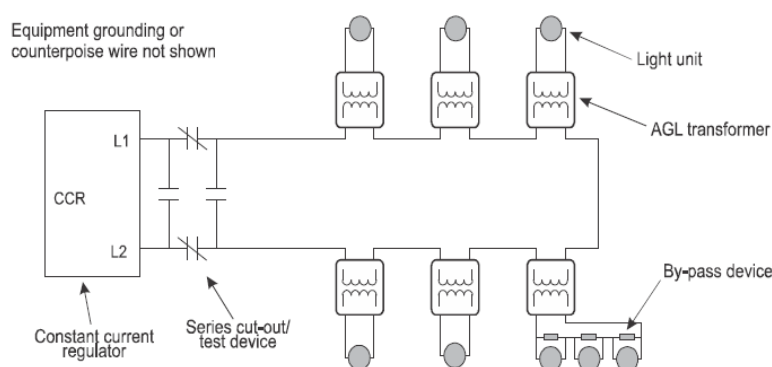 Equipment grounding or
counterpoise wire not shown
Light unit
AGL transformer
L1
CCR
L2
By-pass device
Constant current
regulator
Series cut-out/
test device